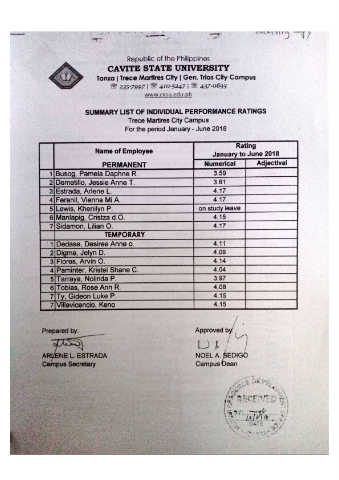 Republic of the Philippines
CAVITE STATE UNIVERSITY
Tanza | Trece Martires City | Gen. Trias City Campus
☏ 235-7997 | ☏ 410-5247 | ☏ 437-0693
www.cvsu.edu.ph
SUMMARY LIST OF INDIVIDUAL PERFORMANCE RATINGS
Trece Martires City Campus
For the period January - June 2018
Name of Employee Rating
January to June 2018
PERMANENT Numerical Adjectival
1 Busog, Pamela Daphne R. 3.59
2 Demetillo, Jessie Anne T. 3.81
3 Estrada, Arlene L. 4.17
4 Feranil, Vienna Mi A. 4.17
5 Lewis, Khenilyn P. on study leave
6 Manlapig, Cristza d.O. 4.15
7 Sidamon, Lilian O. 4.17
TEMPORARY
1 Dedase, Desiree Anne c. 4.11
2 Digma, Jelyn D. 4.08
3 Flores, Arvin O. 4.14
4 Paminter, Kristel Shane C. 4.04
5 Tarraya, Nolinda P. 3.97
6 Tobias, Rose Ann R. 4.08
7 Ty, Gideon Luke P. 4.15
7 Villavicencio, Keno 4.15
Prepared by: Approved by:
ARLENE L. ESTRADA NOEL A. SEDIGO
Campus Secretary Campus Dean
RECEIVED
DATE